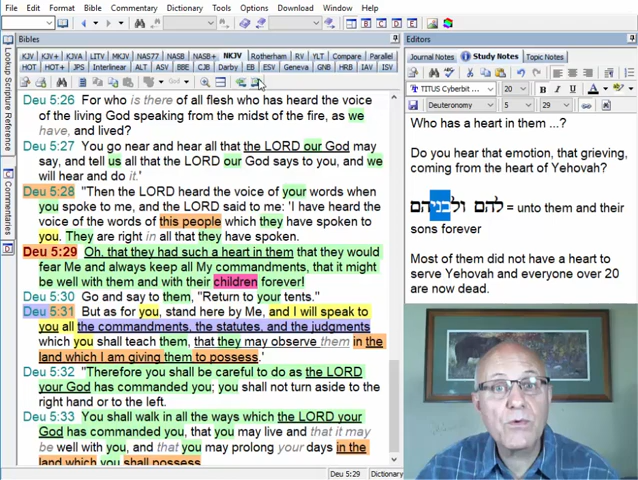 File Edit View Bible Commentary Dictionary Tools Options Download Window Help
Bibles
KJV KJV+ KJVA LITV MKJV NAS77 NASB NASB+ NKJV Rotherham RV YLT Compare Parallel
HOT HOT+ JPS Interlinear ALT ASV BBE CJB Darby EB ESV Geneva GNB HRB IAV ISV
Deu 5:26 For who is there of all flesh who has heard the voice
of the living God speaking from the midst of the fire, as we
have, and lived?
Deu 5:27 You go near and hear all that the LORD our God may
say, and tell us all that the LORD our God says to you, and we
will hear and do it.'
Deu 5:28 "Then the LORD heard the voice of your words when
you spoke to me, and the LORD said to me: 'I have heard the
voice of the words of this people which they have spoken to
you. They are right in all that they have spoken.
Deu 5:29 Oh, that they had such a heart in them that they would
fear Me and always keep all My commandments, that it might
be well with them and with their children forever!
Deu 5:30 Go and say to them, "Return to your tents."
Deu 5:31 But as for you, stand here by Me, and I will speak to
you all the commandments, the statutes, and the judgments
which you shall teach them, that they may observe them in the
land which I am giving them to possess.'
Deu 5:32 "Therefore you shall be careful to do as the LORD
your God has commanded you; you shall not turn aside to the
right hand or to the left.
Deu 5:33 You shall walk in all the ways which the LORD your
God has commanded you, that you may live and that it may
be well with you, and that you may prolong your days in the
land which you shall possess.
Lookup Scripture Reference
Commentaries
Editors
Journal Notes Study Notes Topic Notes
TITUS Cyberbit 20 B I U A
Deuteronomy 5 29
Who has a heart in them ...?
Do you hear that emotion, that grieving,
coming from the heart of Yehovah?
להם ולבניהם = unto them and their
sons forever
Most of them did not have a heart to
serve Yehovah and everyone over 20
are now dead.
Deu 5:29 Dictionary